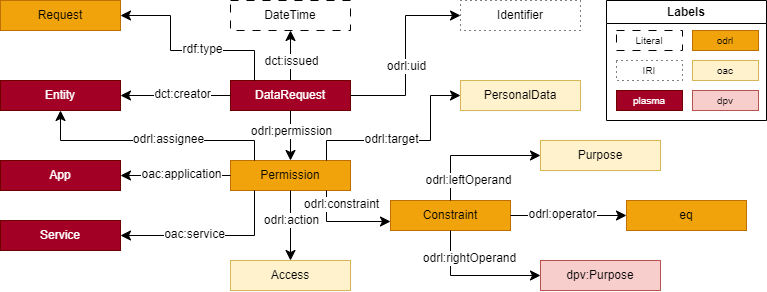 Request
DateTime
Identifier
Labels
Literal
odrl
rdf:type
dct:issued
odrl:uid
IRI
oac
Entity
dct:creator
DataRequest
PersonalData
plasma
dpv
odrl:assignee
odrl:permission
odrl:target
Purpose
App
oac:application
Permission
odrl:leftOperand
odrl:constraint
odrl:action
Constraint
odrl:operator
eq
Service
oac:service
odrl:rightOperand
Access
dpv:Purpose